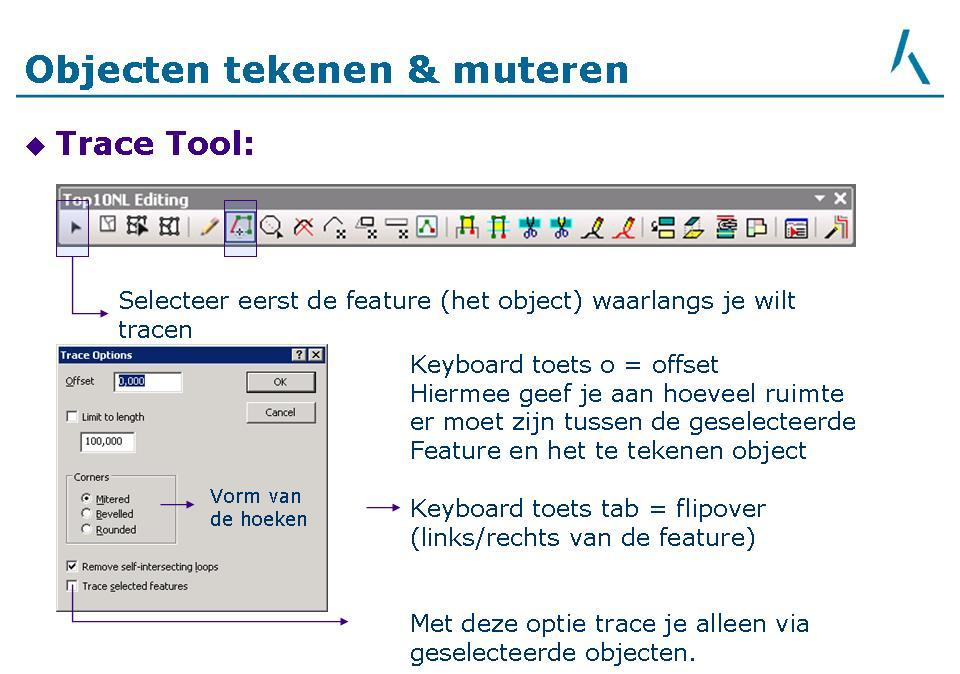 Objecten tekenen & muteren
Trace Tool:
Top10NL Editing
Selecteer eerst de feature (het object) waarlangs je wilt
tracen
Trace Options
Offset
0,000
OK
Limit to length
Cancel
100,000
Corners
Mitered
Bevelled
Rounded
Vorm van
de hoeken
Remove self-intersecting loops
Trace selected features
Keyboard toets o = offset
Hiermee geef je aan hoeveel ruimte
er moet zijn tussen de geselecteerde
Feature en het te tekenen object
Keyboard toets tab = flipover
(links/rechts van de feature)
Met deze optie trace je alleen via
geselecteerde objecten.